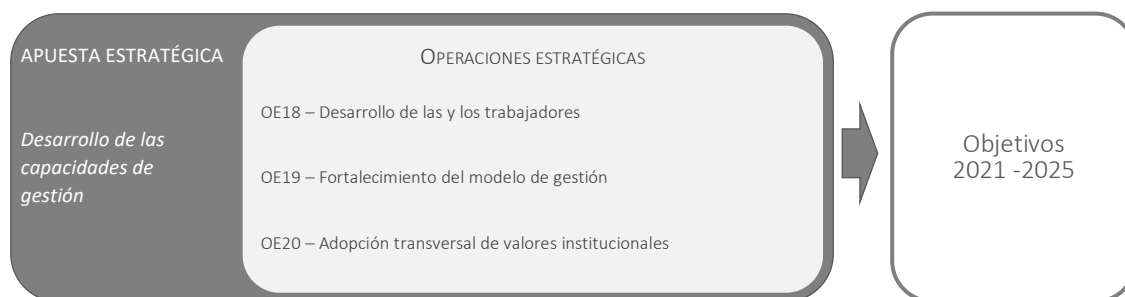 APUESTA ESTRATÉGICA
Desarrollo de las
capacidades de
gestión
OPERACIONES ESTRATÉGICAS
OE18 – Desarrollo de las y los trabajadores
OE19 – Fortalecimiento del modelo de gestión
OE20 – Adopción transversal de valores institucionales
Objetivos
2021 -2025